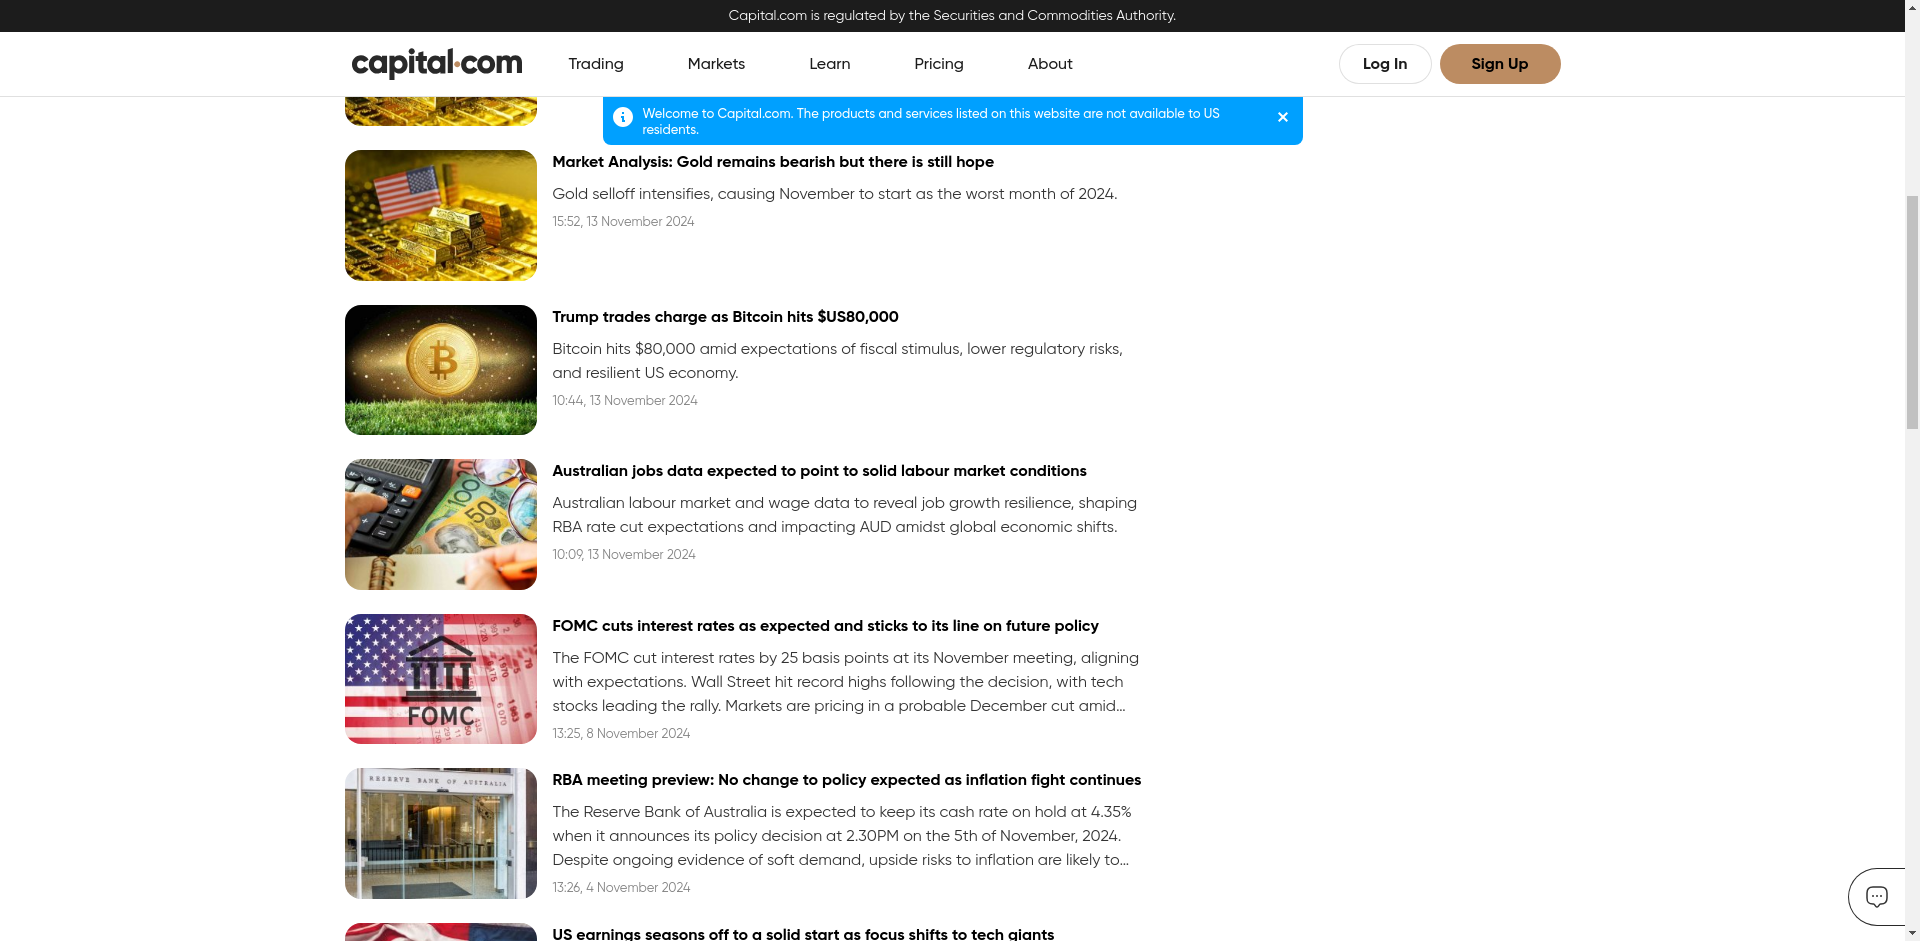 Capital.com is regulated by the Securities and Commodities Authority.
capital.com
Trading
Markets
Learn
Pricing
About
Log In
Sign Up
Welcome to Capital.com. The products and services listed on this website are not available to US
residents.
Market Analysis: Gold remains bearish but there is still hope
Gold selloff intensifies, causing November to start as the worst month of 2024.
15:52, 13 November 2024
Trump trades charge as Bitcoin hits $US80,000
Bitcoin hits $80,000 amid expectations of fiscal stimulus, lower regulatory risks,
and resilient US economy.
10:44, 13 November 2024
100
50
Australian jobs data expected to point to solid labour market conditions
Australian labour market and wage data to reveal job growth resilience, shaping
RBA rate cut expectations and impacting AUD amidst global economic shifts.
10:09, 13 November 2024
FOMC
FOMC cuts interest rates as expected and sticks to its line on future policy
The FOMC cut interest rates by 25 basis points at its November meeting, aligning
with expectations. Wall Street hit record highs following the decision, with tech
stocks leading the rally. Markets are pricing in a probable December cut amid...
13:25, 8 November 2024
RESERVE BANK OF AUSTRALIA
RBA meeting preview: No change to policy expected as inflation fight continues
The Reserve Bank of Australia is expected to keep its cash rate on hold at 4.35%
when it announces its policy decision at 2.30PM on the 5th of November, 2024.
Despite ongoing evidence of soft demand, upside risks to inflation are likely to...
13:26, 4 November 2024
US earnings seasons off to a solid start as focus shifts to tech giants